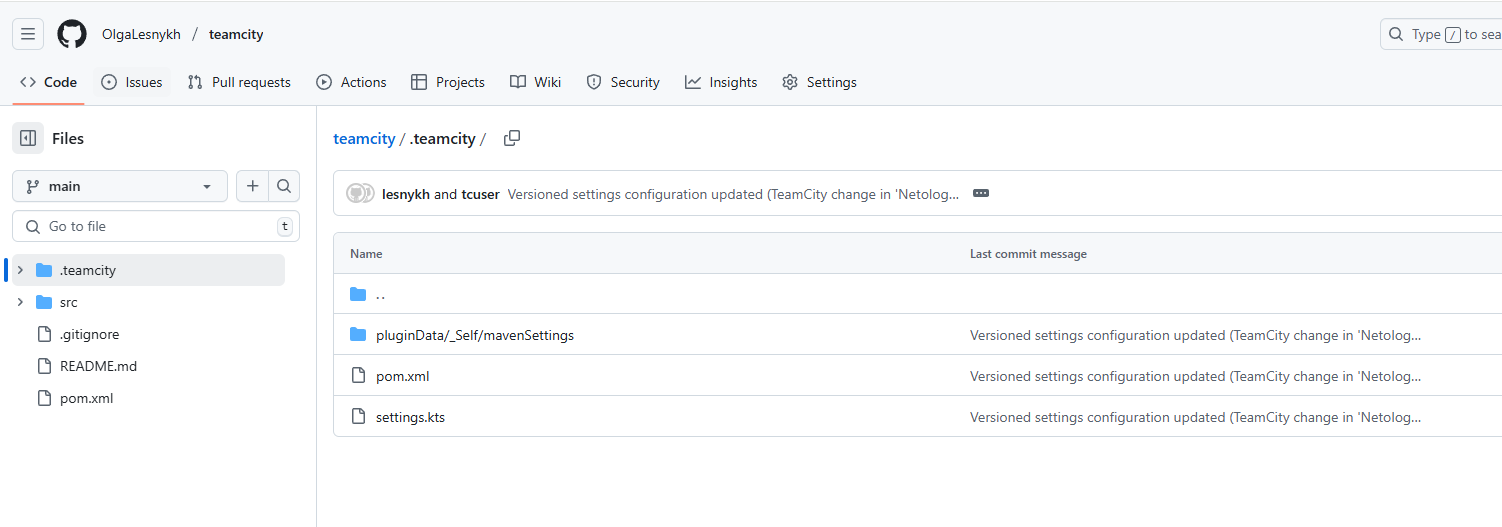 OlgaLesnykh / teamcity
Type / to sea
Code Issues Pull requests Actions Projects Wiki Security Insights Settings
Files
main
Go to file t
.teamcity
src
.gitignore
README.md
pom.xml
teamcity / .teamcity /
lesnykh and tcuser Versioned settings configuration updated (TeamCity change in 'Netolog...
Name Last commit message
..
pluginData/_Self/mavenSettings Versioned settings configuration updated (TeamCity change in 'Netolog...
pom.xml Versioned settings configuration updated (TeamCity change in 'Netolog...
settings.kts Versioned settings configuration updated (TeamCity change in 'Netolog...